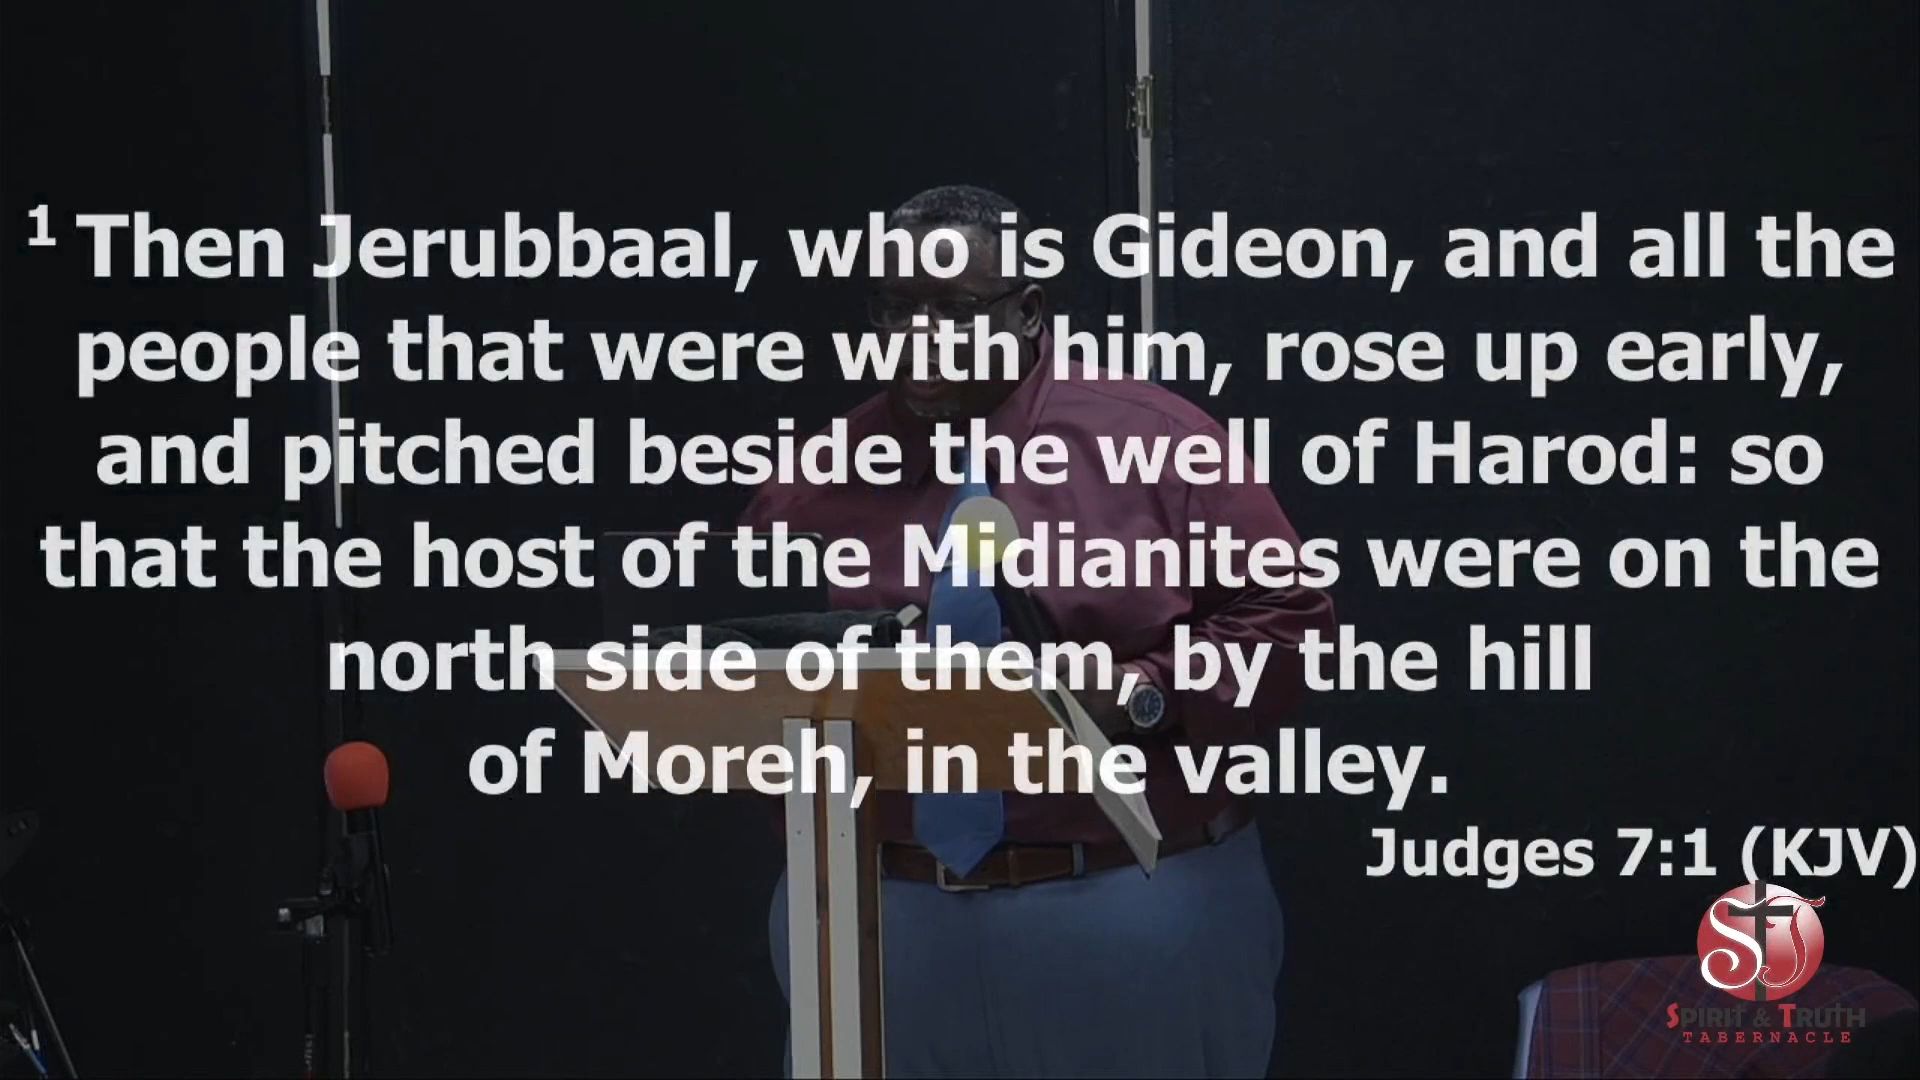 1 Then Jerubbaal, who is Gideon, and all the
people that were with him, rose up early,
and pitched beside the well of Harod: so
that the host of the Midianites were on the
north side of them, by the hill
of Moreh, in the valley.
Judges 7:1 (KJV)
ST
SPIRIT & TRUTH
TABERNACLE